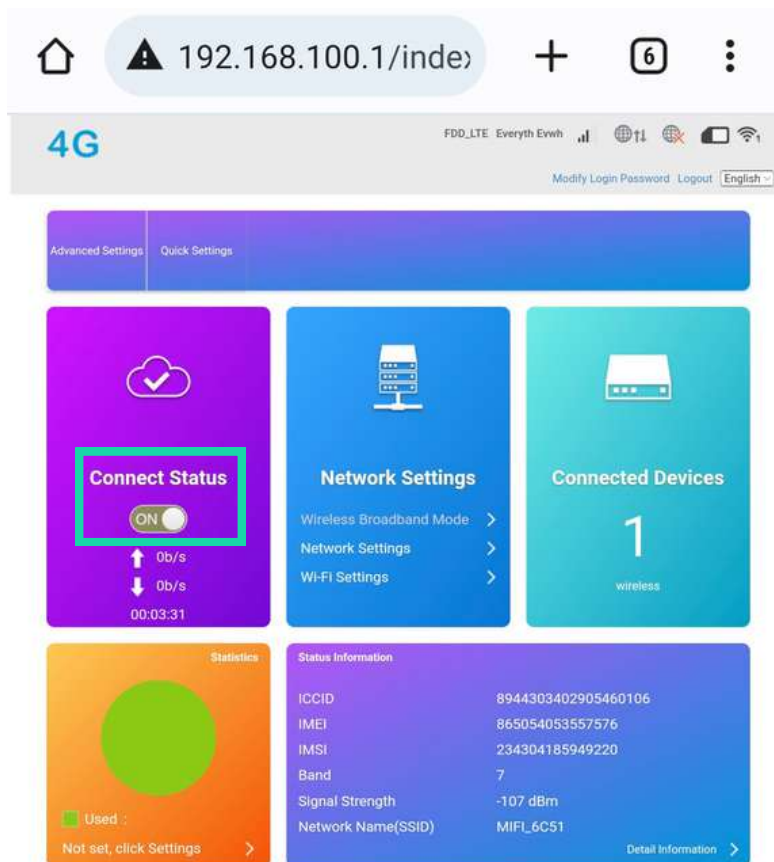 192.168.100.1/index
6
4G
FDD_LTE Everyth Evwh
1
Modify Login Password Logout English
Advanced Settings Quick Settings
Connect Status
ON
0b/s
0b/s
00:03:31
Network Settings
Wireless Broadband Mode
Network Settings
Wi-Fi Settings
Connected Devices
1
wireless
Statistics
Used :
Not set, click Settings
Status Information
ICCID 8944303402905460106
IMEI 865054053557576
IMSI 234304185949220
Band 7
Signal Strength -107 dBm
Network Name(SSID) MIFI_6C51
Detail Information